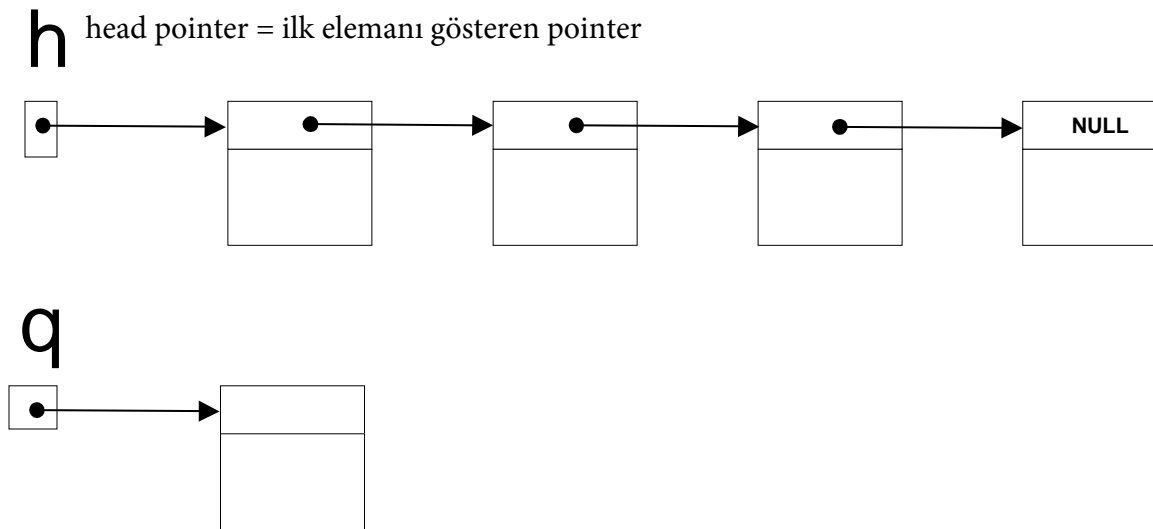 h head pointer = ilk elemanı gösteren pointer
NULL
q